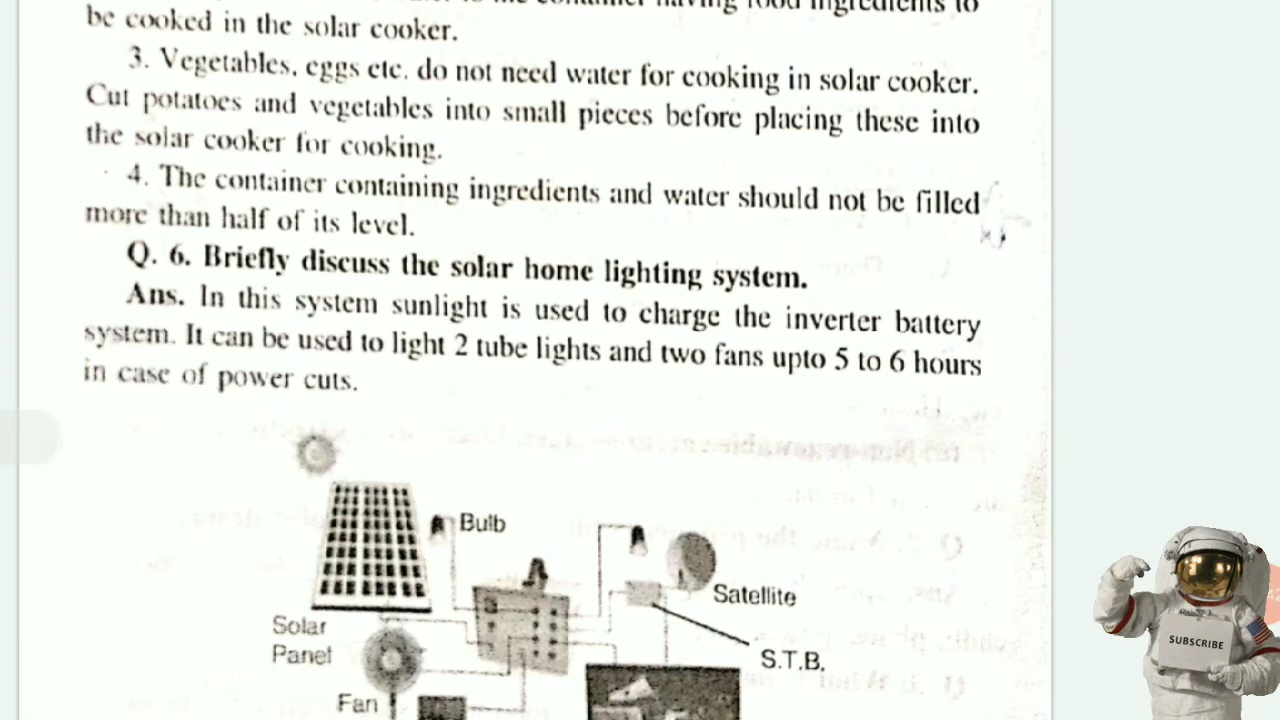 ingredients to
be cooked in the solar cooker.
3. Vegetables, eggs etc. do not need water for cooking in solar cooker.
Cut potatoes and vegetables into small pieces before placing these into
the solar cooker for cooking.
4. The container containing ingredients and water should not be filled
more than half of its level.
Q. 6. Briefly discuss the solar home lighting system.
Ans. In this system sunlight is used to charge the inverter battery
system. It can be used to light 2 tube lights and two fans upto 5 to 6 hours
in case of power cuts.
Bulb
Satellite
Solar
Panel
S.T.B.
Fan
SUBSCRIBE